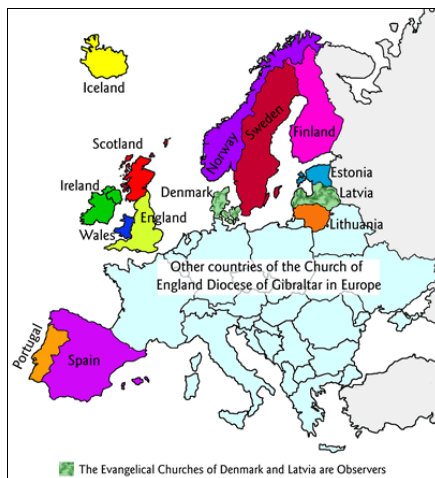 Iceland
Norway
Sweden
Finland
Scotland
Ireland
Denmark
Estonia
Latvia
England
Wales
Lithuania
Other countries of the Church of
England Diocese of Gibraltar in Europe
Portugal
Spain
The Evangelical Churches of Denmark and Latvia are Observers